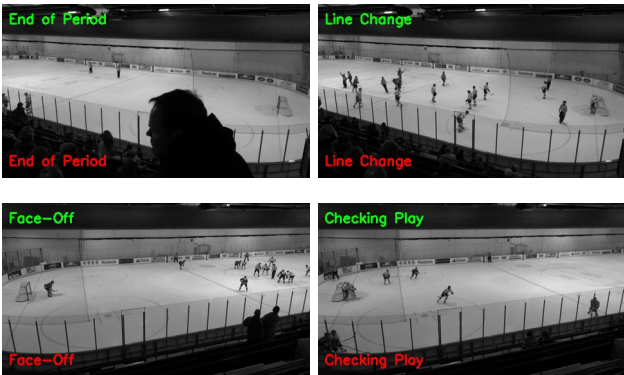 End of Period
Line Change
End of Period
Line Change
Face-Off
Checking Play
Face-Off
Checking Play